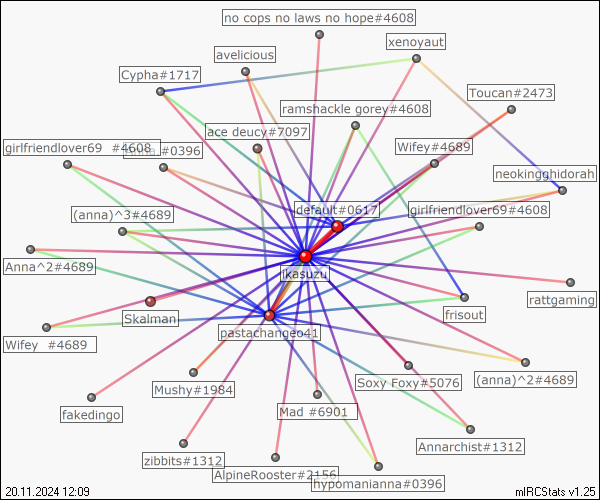 no cops no laws no hope#4608
xenoyaut
avelicious
Cypha#1717
Toucan#2473
ramshackle gorey#4608
ace deucy#7097
girlfriendlover69 #4608
#0396
Wifey#4689
neokingghidorah
default#0617
(anna)^3#4689
girlfriendlover69#4608
Anna^2#4689
ikasuzu
rattgaming
Skalman
frisout
pastachangeo41
Wifey #4689
(anna)^2#4689
Soxy Foxy#5076
Mushy#1984
fakedingo
Mad #6901
Annarchist#1312
zibbits#1312
AlpineRooster#2156
hypomanianna#0396
20.11.2024 12:09
mIRCStats v1.25